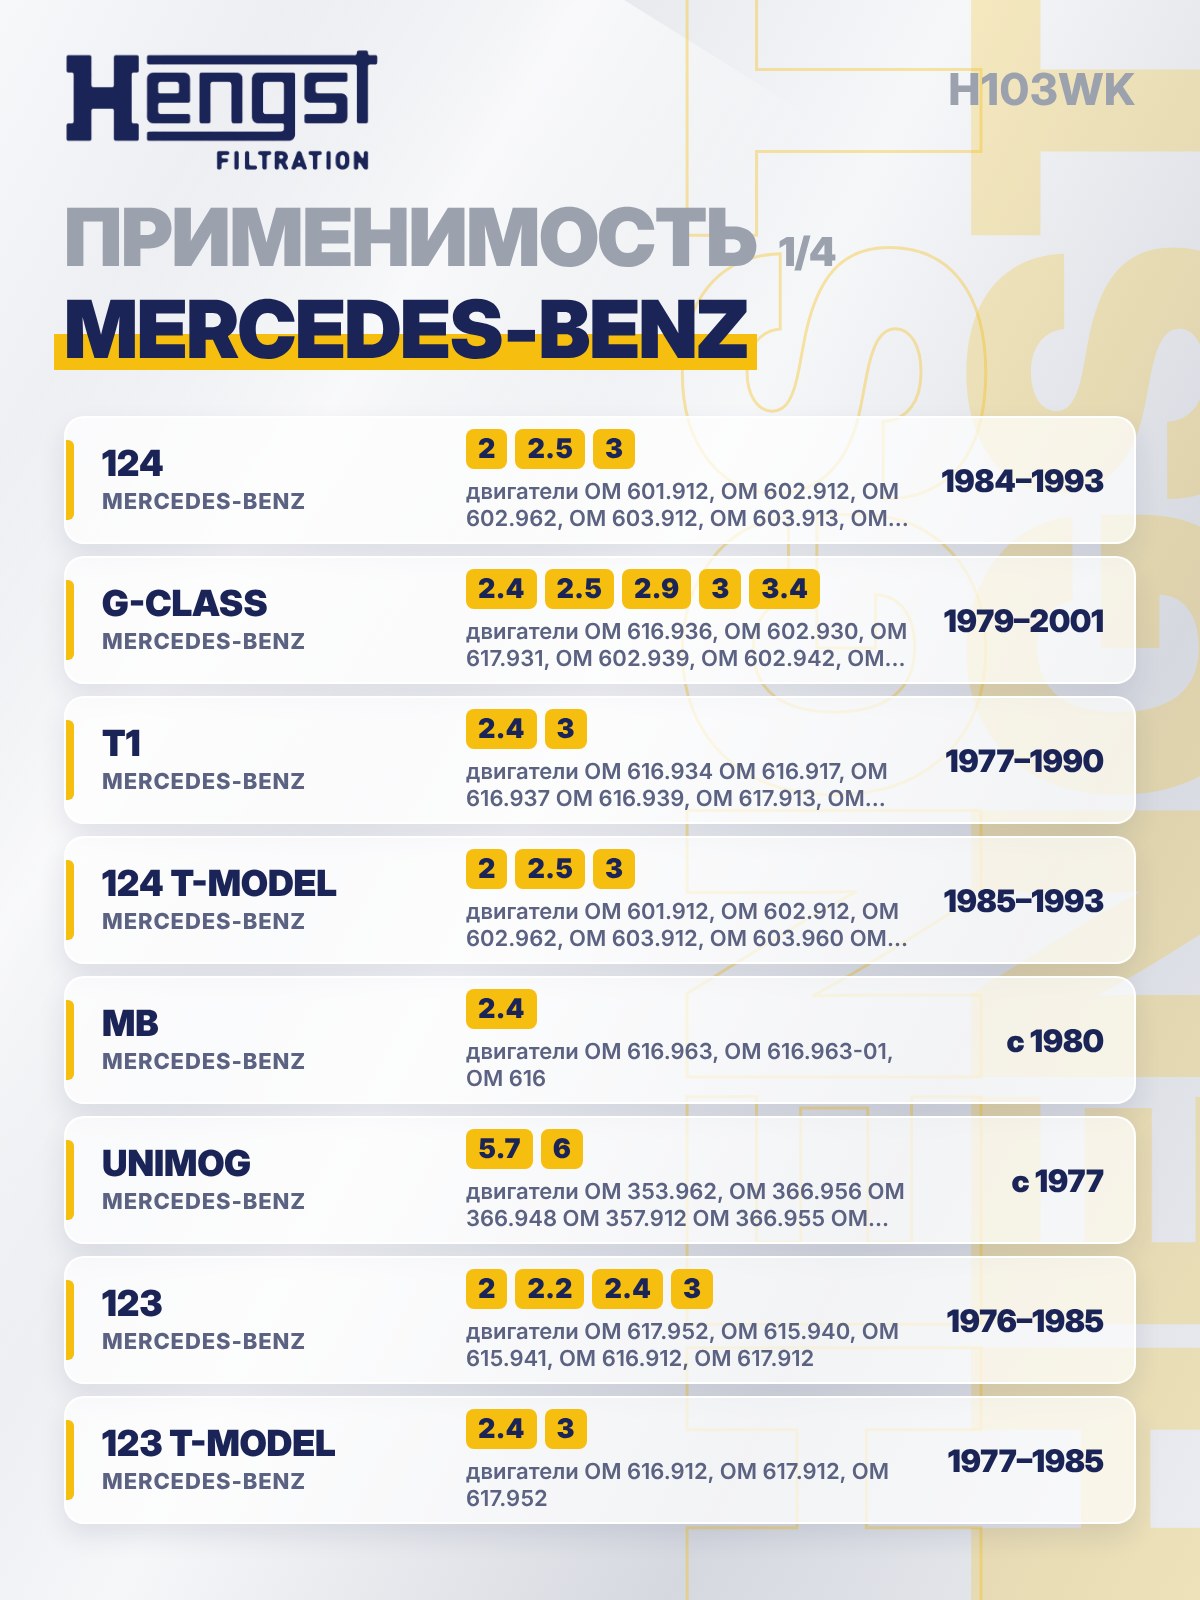 Hengst
FILTRATION
H103WK
ПРИМЕНИМОСТЬ 1/4
MERCEDES-BENZ
124
MERCEDES-BENZ
2 2.5 3
двигатели OM 601.912, OM 602.912, OM
602.962, OM 603.912, OM 603.913, OM...
1984–1993
G-CLASS
MERCEDES-BENZ
2.4 2.5 2.9 3 3.4
двигатели OM 616.936, OM 602.930, OM
617.931, OM 602.939, OM 602.942, OM...
1979–2001
T1
MERCEDES-BENZ
2.4 3
двигатели OM 616.934 OM 616.917, OM
616.937 OM 616.939, OM 617.913, OM...
1977–1990
124 T-MODEL
MERCEDES-BENZ
2 2.5 3
двигатели OM 601.912, OM 602.912, OM
602.962, OM 603.912, OM 603.960 OM...
1985–1993
MB
MERCEDES-BENZ
2.4
двигатели OM 616.963, OM 616.963-01,
OM 616
с 1980
UNIMOG
MERCEDES-BENZ
5.7 6
двигатели OM 353.962, OM 366.956 OM
366.948 OM 357.912 OM 366.955 OM...
с 1977
123
MERCEDES-BENZ
2 2.2 2.4 3
двигатели OM 617.952, OM 615.940, OM
615.941, OM 616.912, OM 617.912
1976–1985
123 T-MODEL
MERCEDES-BENZ
2.4 3
двигатели OM 616.912, OM 617.912, OM
617.952
1977–1985